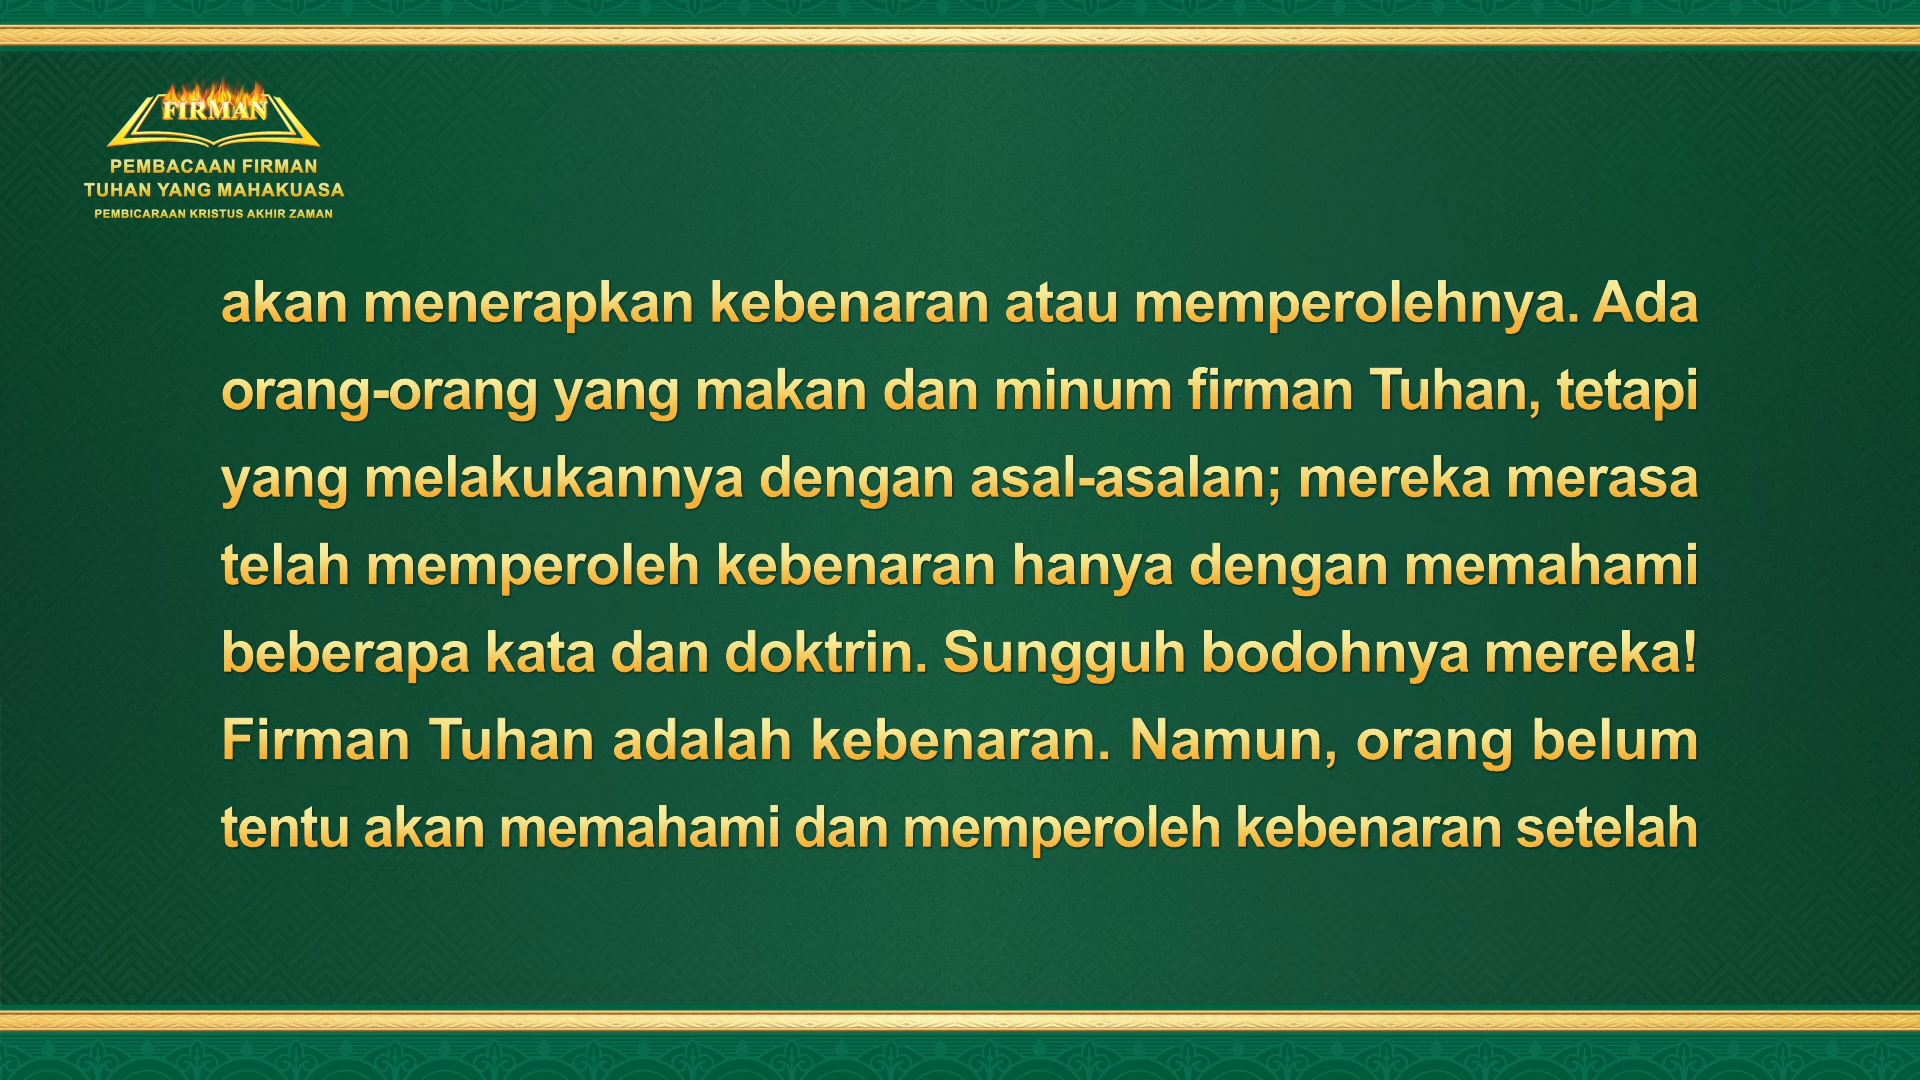 FIRMAN
PEMBACAAN FIRMAN
TUHAN YANG MAHAKUASA
PEMBICARAAN KRISTUS AKHIR ZAMAN
akan menerapkan kebenaran atau memperolehnya. Ada
orang-orang yang makan dan minum firman Tuhan, tetapi
yang melakukannya dengan asal-asalan; mereka merasa
telah memperoleh kebenaran hanya dengan memahami
beberapa kata dan doktrin. Sungguh bodohnya mereka!
Firman Tuhan adalah kebenaran. Namun, orang belum
tentu akan memahami dan memperoleh kebenaran setelah